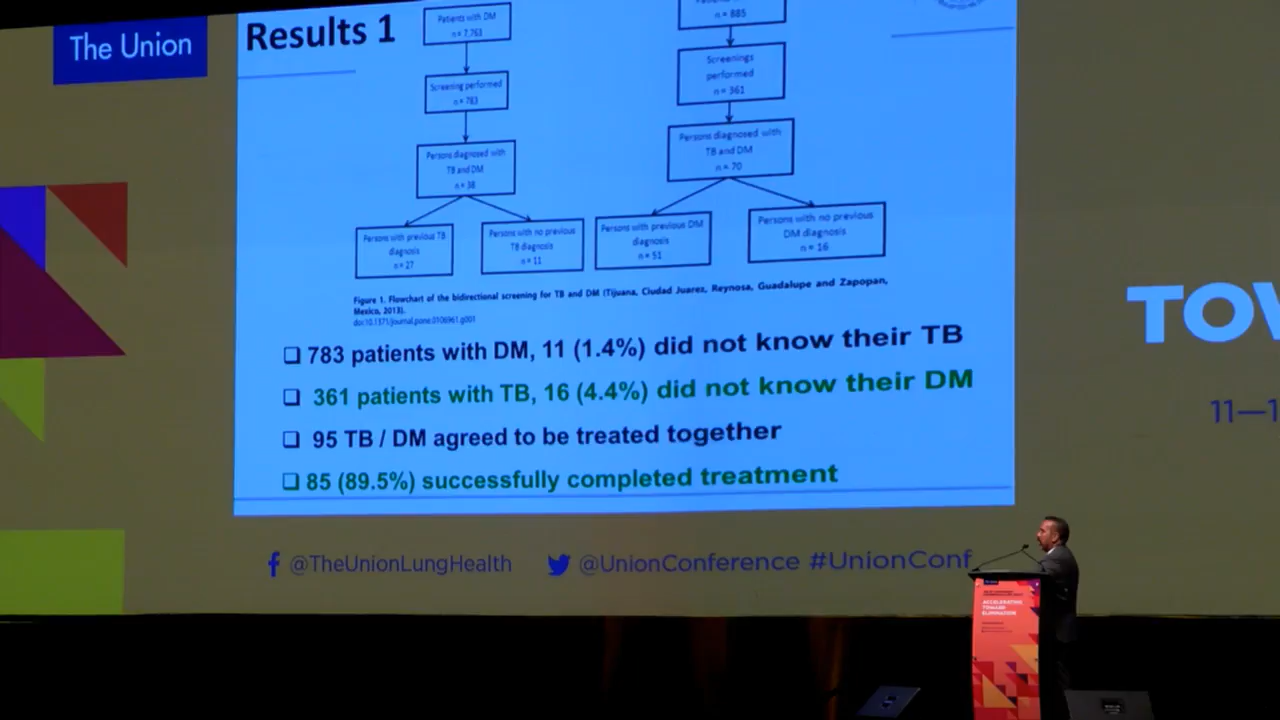 The Union
Results 1
Patients with DM
n = 7,763
Screening performed
n = 783
Persons diagnosed with
TB and DM
n = 38
Persons with previous TB
diagnosis
n = 27
Persons with no previous
TB diagnosis
n = 11
n = 885
Screenings
performed
n = 361
Persons diagnosed with
TB and DM
n = 70
Persons with previous DM
diagnosis
n = 51
Persons with no previous
DM diagnosis
n = 16
Figure 1. Flowchart of the bidirectional screening for TB and DM (Tijuana, Ciudad Juarez, Reynosa, Guadalupe and Zapopan,
Mexico, 2013).
doi:10.1371/journal.pone.0106961.g001
❑ 783 patients with DM, 11 (1.4%) did not know their TB
❑ 361 patients with TB, 16 (4.4%) did not know their DM
❑ 95 TB / DM agreed to be treated together
❑ 85 (89.5%) successfully completed treatment
@TheUnionLungHealth
@UnionConference #UnionConf
TOW
11—1
ACCELERATING
TOWARD
ELIMINATION